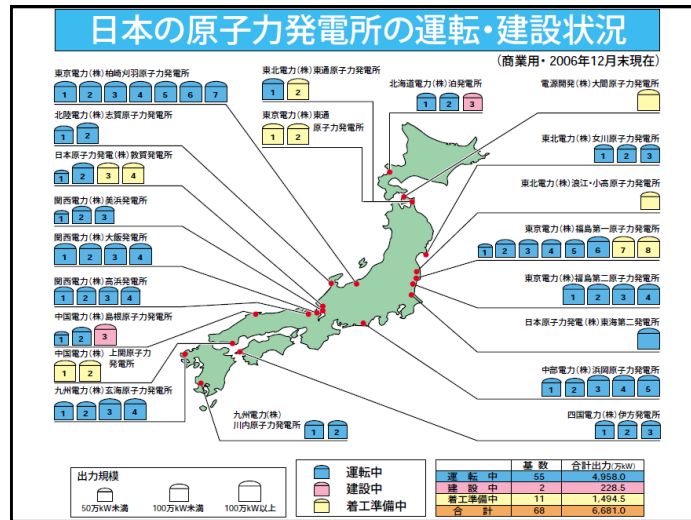 日本の原子力発電所の運転・建設状況
(商業用・2006年12月末現在)
東京電力(株)柏崎刈羽原子力発電所
1 2 3 4 5 6 7
北陸電力(株)志賀原子力発電所
1 2
日本原子力発電(株)敦賀発電所
1 2 3 4
関西電力(株)美浜発電所
1 2 3
関西電力(株)大飯発電所
1 2 3 4
関西電力(株)高浜発電所
1 2 3 4
中国電力(株)島根原子力発電所
1 2 3
中国電力(株)上関原子力
発電所
1 2
九州電力(株)玄海原子力発電所
1 2 3 4
東北電力(株)東通原子力発電所
1 2
東京電力(株)東通
原子力発電所
1 2
北海道電力(株)泊発電所
1 2 3
電源開発(株)大間原子力発電所
東北電力(株)女川原子力発電所
1 2 3
東北電力(株)浪江・小高原子力発電所
東京電力(株)福島第一原子力発電所
1 2 3 4 5 6 7 8
東京電力(株)福島第二原子力発電所
1 2 3 4
日本原子力発電(株)東海第二発電所
中部電力(株)浜岡原子力発電所
1 2 3 4 5
四国電力(株)伊方発電所
1 2 3
九州電力(株)
川内原子力発電所
1 2
出力規模
50万kW未満 100万kW未満 100万kW以上
運転中
建設中
着工準備中
基数 合計出力(万kW)
運転中 55 4,958.0
建設中 2 228.5
着工準備中 11 1,494.5
合計 68 6,681.0